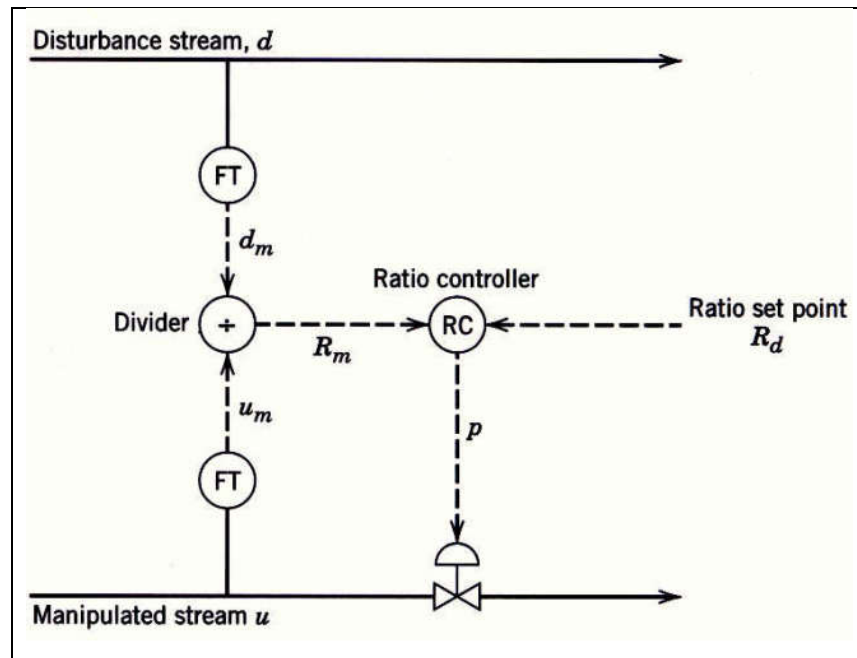 Disturbance stream, d
FT
d_m
Ratio controller
Divider
÷
R_m
RC
Ratio set point
R_d
u_m
p
FT
Manipulated stream u